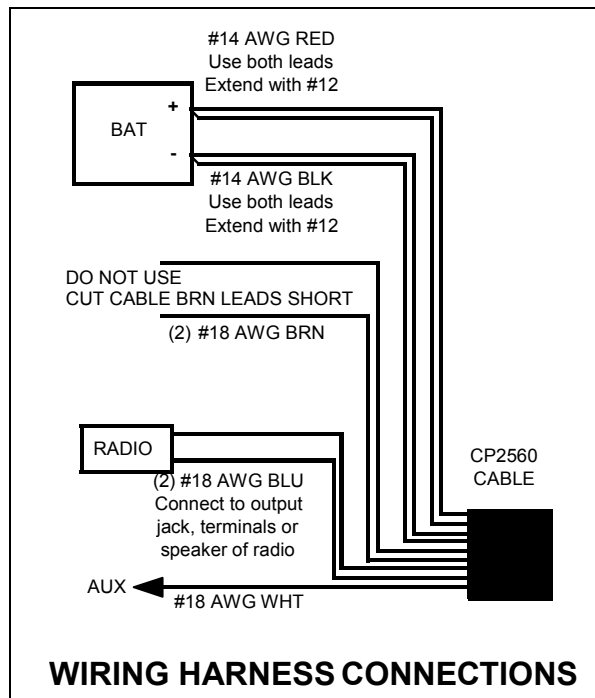 #14 AWG RED
Use both leads
Extend with #12
+
BAT
-
#14 AWG BLK
Use both leads
Extend with #12
DO NOT USE
CUT CABLE BRN LEADS SHORT
(2) #18 AWG BRN
RADIO
CP2560
CABLE
(2) #18 AWG BLU
Connect to output
jack, terminals or
speaker of radio
AUX
#18 AWG WHT
WIRING HARNESS CONNECTIONS